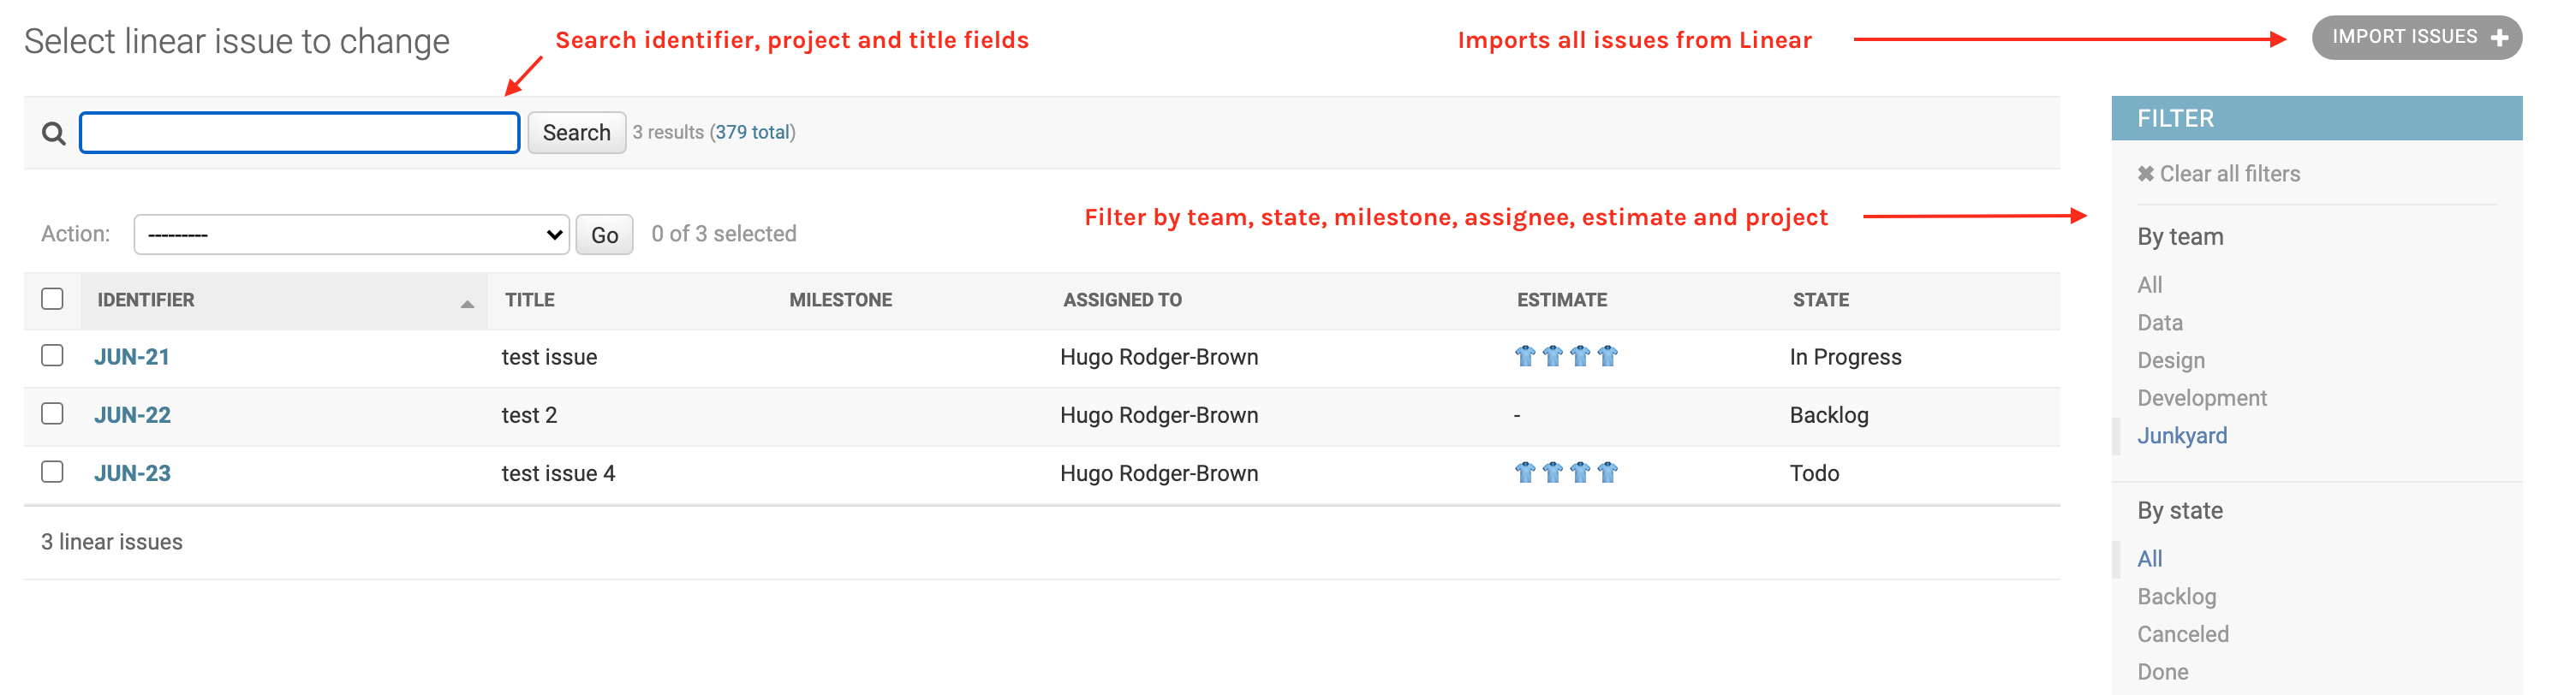 Select linear issue to change
Search identifier, project and title fields
Imports all issues from Linear
IMPORT ISSUES
Search
3 results (379 total)
Filter by team, state, milestone, assignee, estimate and project
Action:
---------
Go
0 of 3 selected
IDENTIFIER TITLE MILESTONE ASSIGNED TO ESTIMATE STATE
JUN-21 test issue Hugo Rodger-Brown In Progress
JUN-22 test 2 Hugo Rodger-Brown - Backlog
JUN-23 test issue 4 Hugo Rodger-Brown Todo
3 linear issues
FILTER
Clear all filters
By team
All
Data
Design
Development
Junkyard
By state
All
Backlog
Canceled
Done